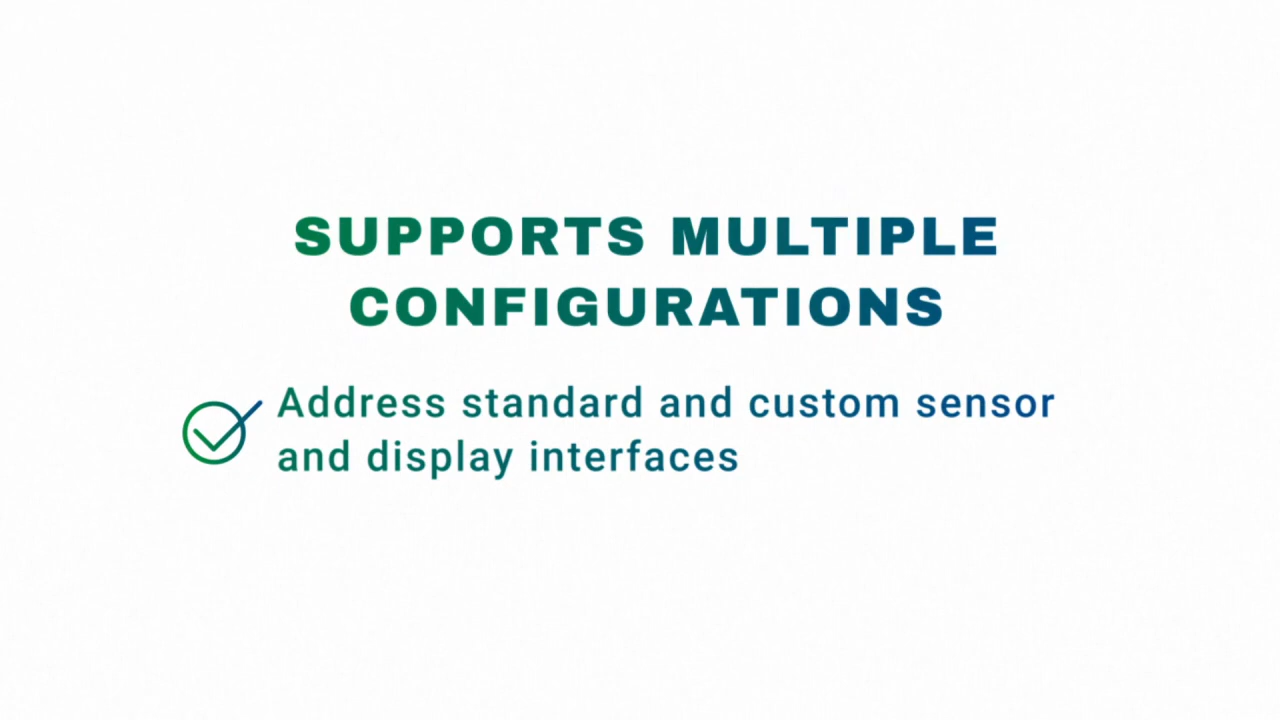 SUPPORTS MULTIPLE
CONFIGURATIONS
Address standard and custom sensor
and display interfaces